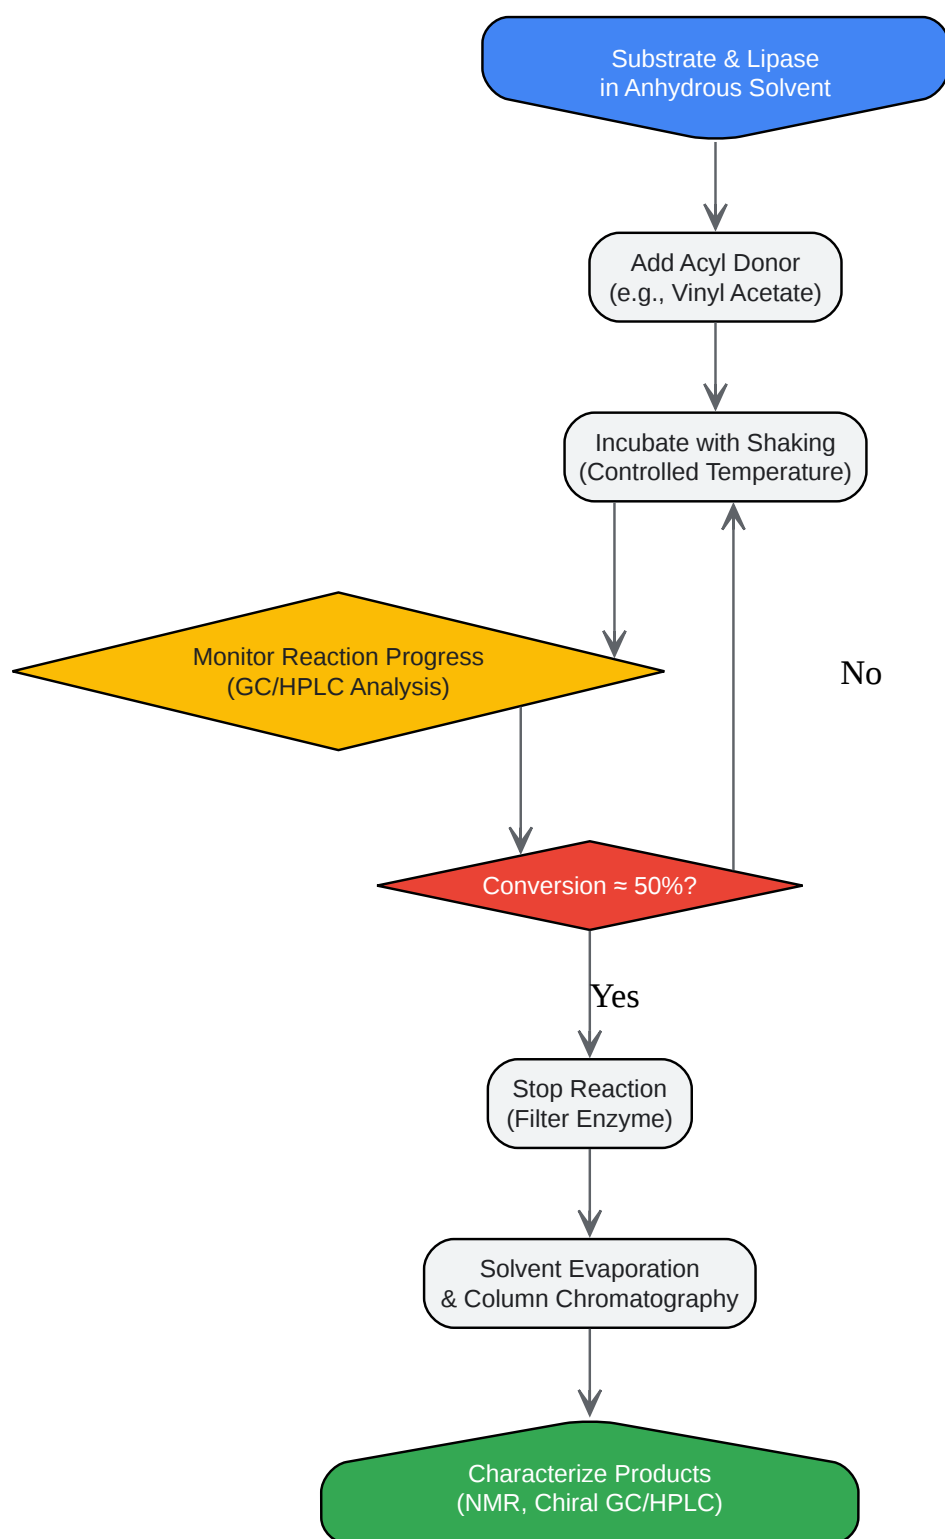 Substrate & Lipase
in Anhydrous Solvent
Add Acyl Donor
(e.g., Vinyl Acetate)
Incubate with Shaking
(Controlled Temperature)
Monitor Reaction Progress
(GC/HPLC Analysis)
No
Conversion ≈ 50%?
Yes
Stop Reaction
(Filter Enzyme)
Solvent Evaporation
& Column Chromatography
Characterize Products
(NMR, Chiral GC/HPLC)